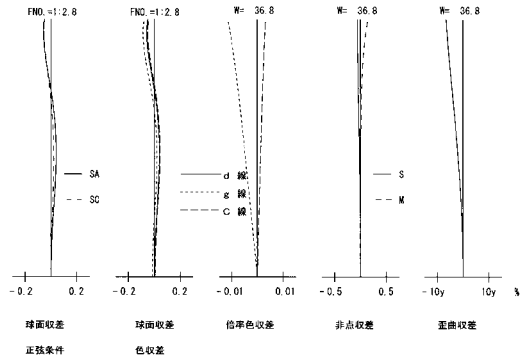 FNO.=1:2.8 FNO.=1:2.8 W= 36.8 W= 36.8 W= 36.8
SA
SC
d 線
g 線
C 線
S
M
-0.2 0.2 -0.2 0.2 -0.01 0.01 -0.5 0.5 -10y 10y %
球面収差 球面収差 倍率色収差 非点収差 歪曲収差
正弦条件 色収差